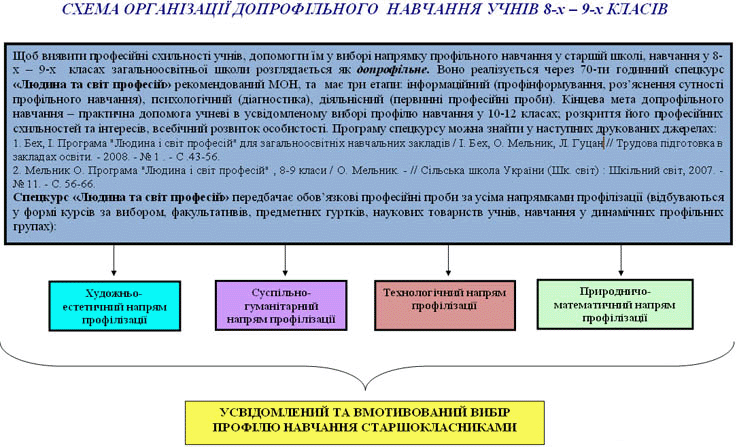 СХЕМА ОРГАНІЗАЦІЇ ДОПРОФІЛЬНОГО НАВЧАННЯ УЧНІВ 8-х – 9-х КЛАСІВ
Щоб виявити професійні схильності учнів, допомогти їм у виборі напрямку профільного навчання у старшій школі, навчання у 8-
х – 9-х класах загальноосвітньої школи розглядається як допрофільне. Воно реалізується через 70-ти годинний спецкурс
«Людина та світ професій» рекомендований МОН, та має три етапи: інформаційний (профінформування, роз’яснення сутності
профільного навчання), психологічний (діагностика), діяльнісний (первинні професійні проби). Кінцева мета допрофільного
навчання – практична допомога учневі в усвідомленому виборі профілю навчання у 10-12 класах; розкриття його професійних
схильностей та інтересів, всебічний розвиток особистості. Програму спецкурсу можна знайти у наступних друкованих джерелах:
1. Бех, І. Програма "Людина і світ професій" для загальноосвітніх навчальних закладів / І. Бех, О. Мельник, Л. Гуцан// Трудова підготовка в
закладах освіти. - 2008. - № 1 . - С .43-56.
2. Мельник О. Програма "Людина і світ професій" , 8-9 класи / О. Мельник. - // Сільська школа України (Шк. світ) : Шкільний світ, 2007. -
№ 11. - С. 56-66.
Спецкурс «Людина та світ професій» передбачає обов’язкові професійні проби за усіма напрямками профілізації (відбуваються
у формі курсів за вибором, факультативів, предметних гуртків, наукових товариств учнів, навчання у динамічних профільних
групах):
Художньо-
естетичний напрям
профілізації
Суспільно-
гуманітарний
напрям профілізації
Технологічний напрям
профілізації
Природничо-
математичний напрям
профілізації
УСВІДОМЛЕНИЙ ТА ВМОТИВОВАНИЙ ВИБІР
ПРОФІЛЮ НАВЧАННЯ СТАРШОКЛАСНИКАМИ